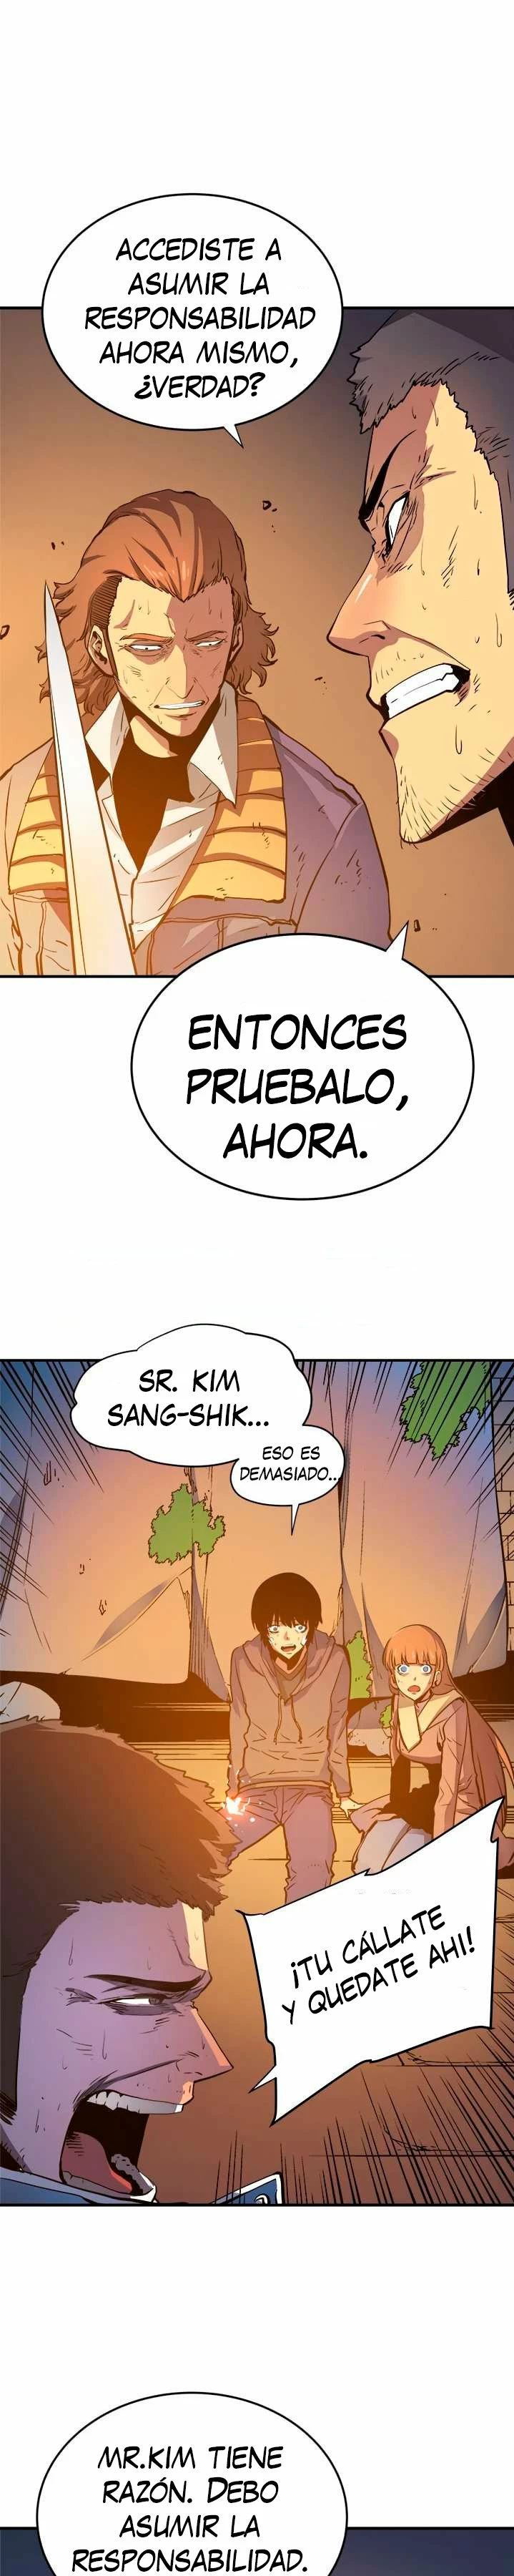 ACCEDISTE A
ASUMIR LA
RESPONSABILIDAD
AHORA MISMO,
¿VERDAD?
ENTONCES
PRUEBALO,
AHORA.
SR. KIM
SANG-SHIK...
ESO ES
DEMASIADO...
¡TU CÁLLATE
Y QUEDATE AHI!
MR.KIM TIENE
RAZÓN. DEBO
ASUMIR LA
RESPONSABILIDAD.